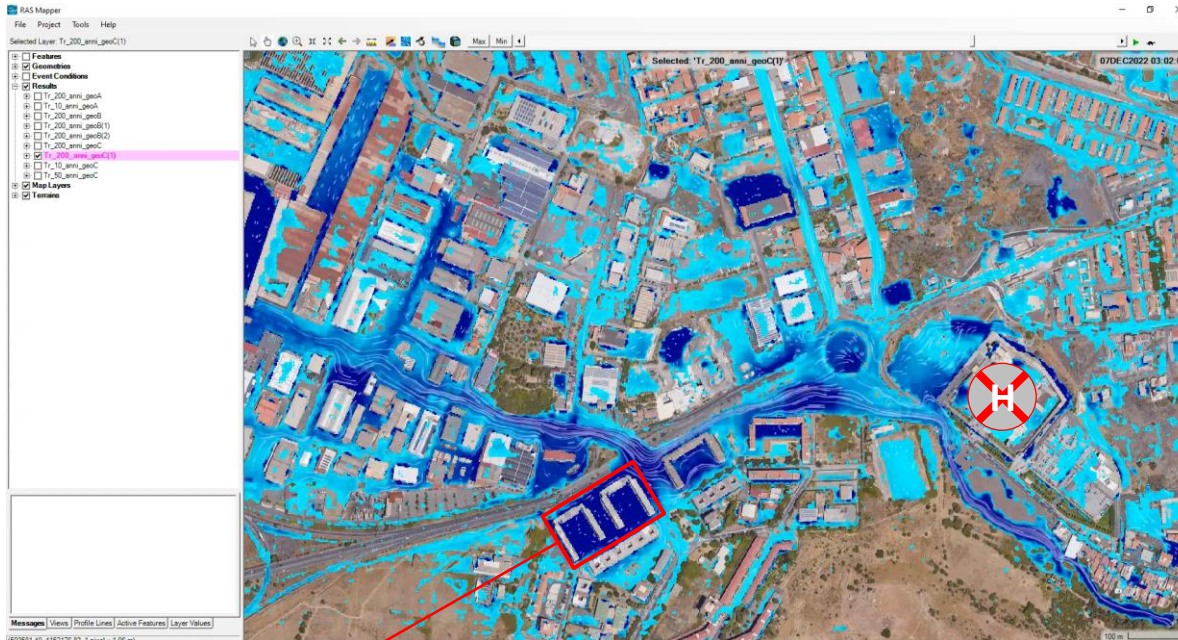 RAS Mapper
File Project Tools Help
Selected Layer: Tr_200_anni_geoC(1)
Max Min
Features
Geometries
Event Conditions
Results
Tr_200_anni_geoA
Tr_10_anni_geoA
Tr_200_anni_geoB
Tr_200_anni_geoB(1)
Tr_200_anni_geoB(2)
Tr_200_anni_geoC
Tr_200_anni_geoC(1)
Tr_10_anni_geoC
Tr_50_anni_geoC
Map Layers
Terrains
Selected: 'Tr_200_anni_geoC(1)'
07DEC2022 03:02:
H
Messages Views Profile Lines Active Features Layer Values
100 m